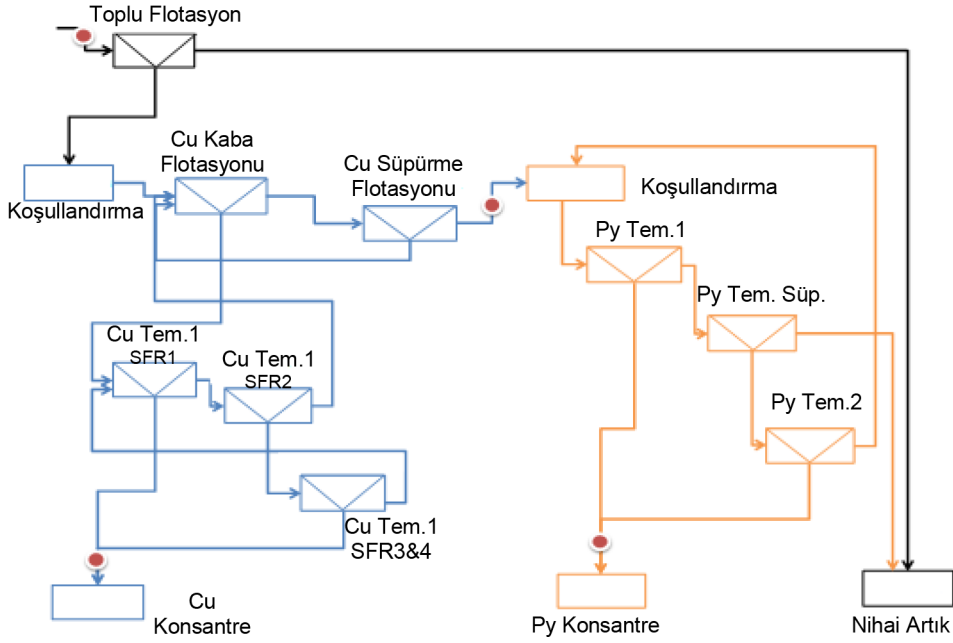 Toplu Flotasyon
Cu Kaba
Flotasyonu
Cu Süpürme
Flotasyonu
Koşullandırma
Koşullandırma
Py Tem.1
Py Tem. Süp.
Cu Tem.1
SFR1
Cu Tem.1
SFR2
Py Tem.2
Cu Tem.1
SFR3&4
Cu
Konsantre
Py Konsantre
Nihai Artık